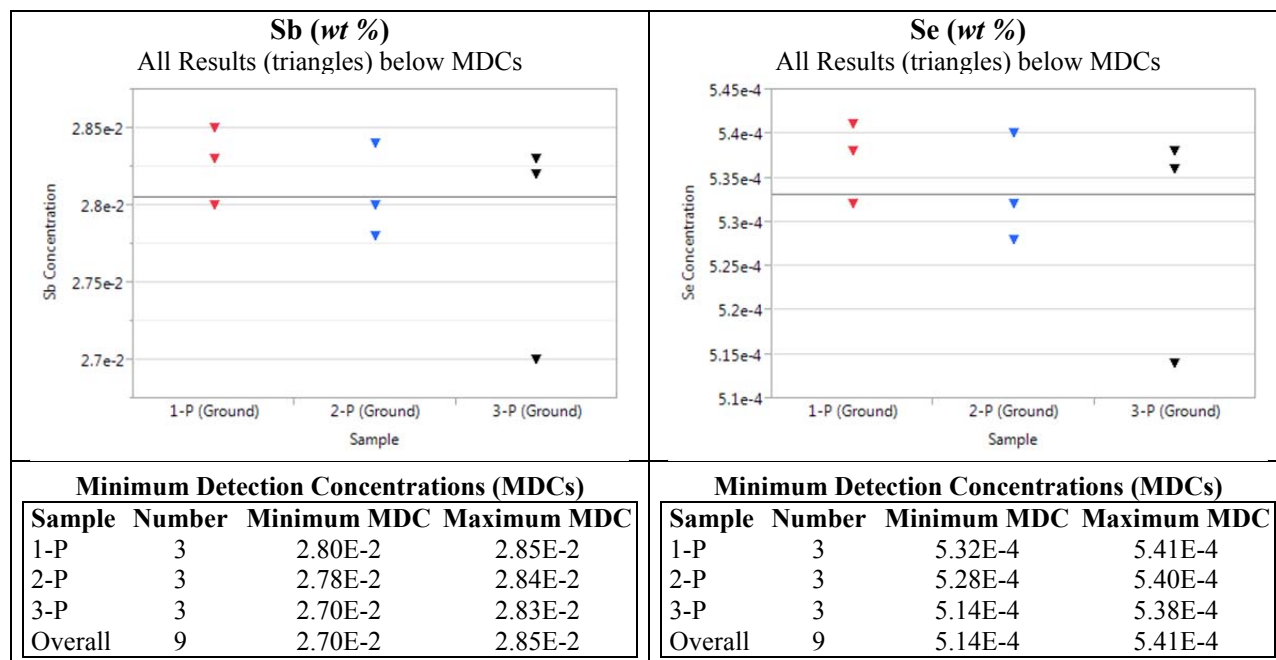 Sb (wt %)
All Results (triangles) below MDCs
2.85e-2
2.8e-2
2.75e-2
2.7e-2
Sb Concentration
1-P (Ground) 2-P (Ground) 3-P (Ground)
Sample
Minimum Detection Concentrations (MDCs)
Sample Number Minimum MDC Maximum MDC
1-P 3 2.80E-2 2.85E-2
2-P 3 2.78E-2 2.84E-2
3-P 3 2.70E-2 2.83E-2
Overall 9 2.70E-2 2.85E-2
Se (wt %)
All Results (triangles) below MDCs
5.45e-4
5.4e-4
5.35e-4
5.3e-4
5.25e-4
5.2e-4
5.15e-4
5.1e-4
Se Concentration
1-P (Ground) 2-P (Ground) 3-P (Ground)
Sample
Minimum Detection Concentrations (MDCs)
Sample Number Minimum MDC Maximum MDC
1-P 3 5.32E-4 5.41E-4
2-P 3 5.28E-4 5.40E-4
3-P 3 5.14E-4 5.38E-4
Overall 9 5.14E-4 5.41E-4